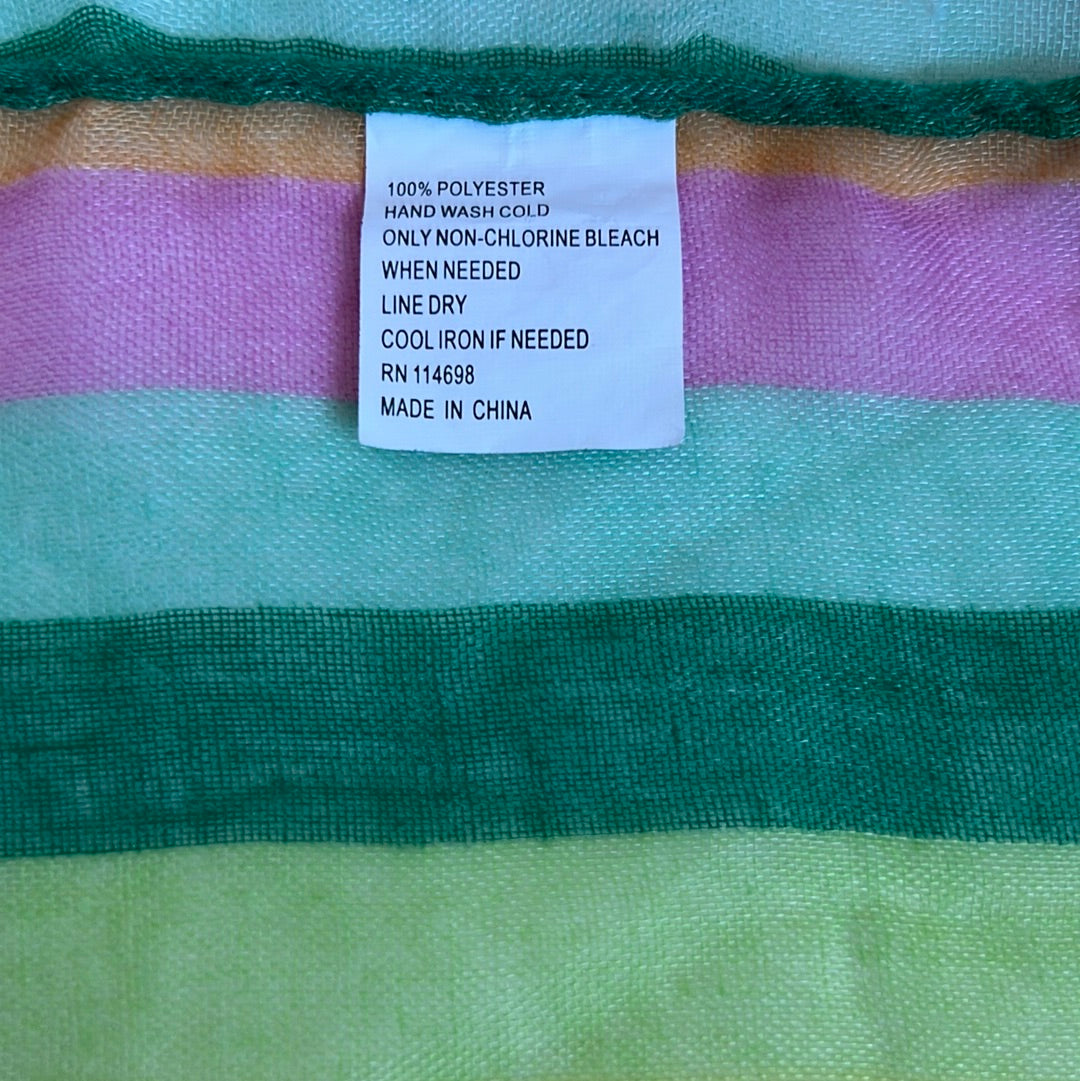 100% POLYESTER
HAND WASH COLD
ONLY NON-CHLORINE BLEACH
WHEN NEEDED
LINE DRY
COOL IRON IF NEEDED
RN 114698
MADE IN CHINA